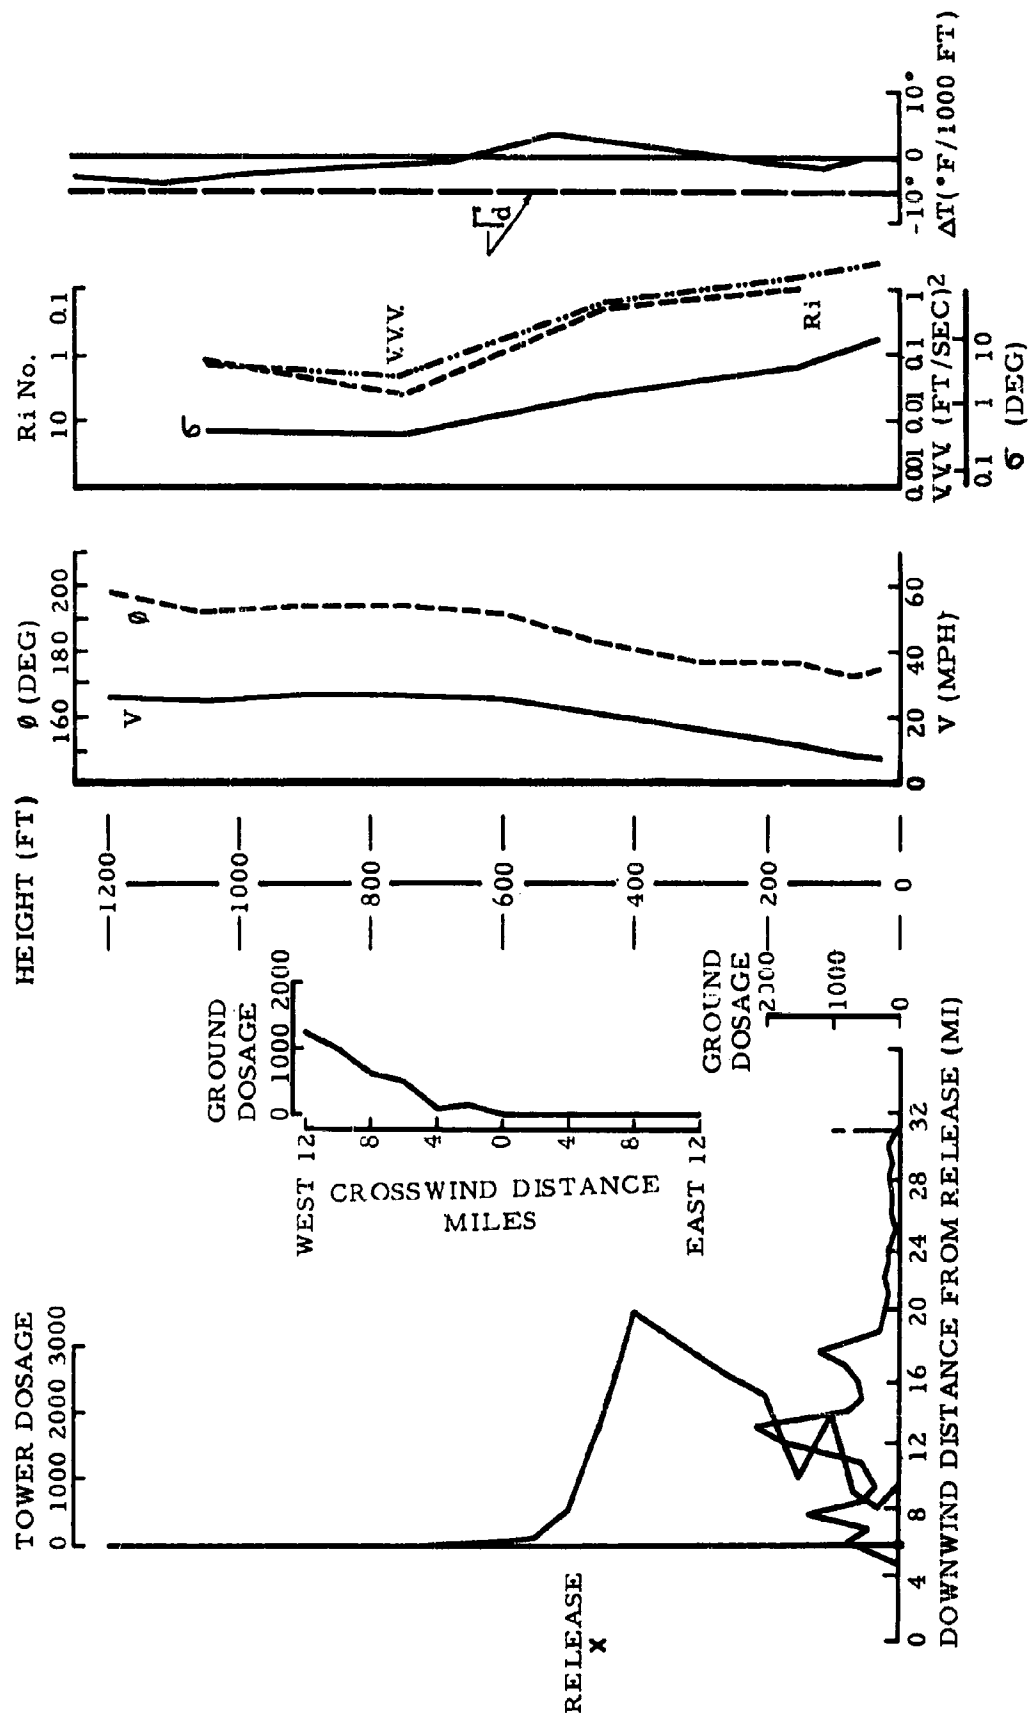 TOWER DOSAGE
0 1000 2000 3000
RELEASE
X
GROUND
DOSAGE
0 1000 2000
WEST 12 8 4 0 4 8 EAST 12
CROSSWIND DISTANCE
MILES
GROUND
DOSAGE
2000
1000
0
0 4 8 12 16 20 24 28 32
DOWNWIND DISTANCE FROM RELEASE (MI)
HEIGHT (FT)
1200
1000
800
600
400
200
0
Ø (DEG)
160 180 200
V
Ø
0 20 40 60
V (MPH)
Ri No.
10 1 0.1
σ
V.V.V.
Ri
0.001 0.01 0.1 1
V.V.V. (FT/SEC)2
0.1 1 10
σ (DEG)
Γd
-10° 0 10°
ΔT(°F/1000 FT)